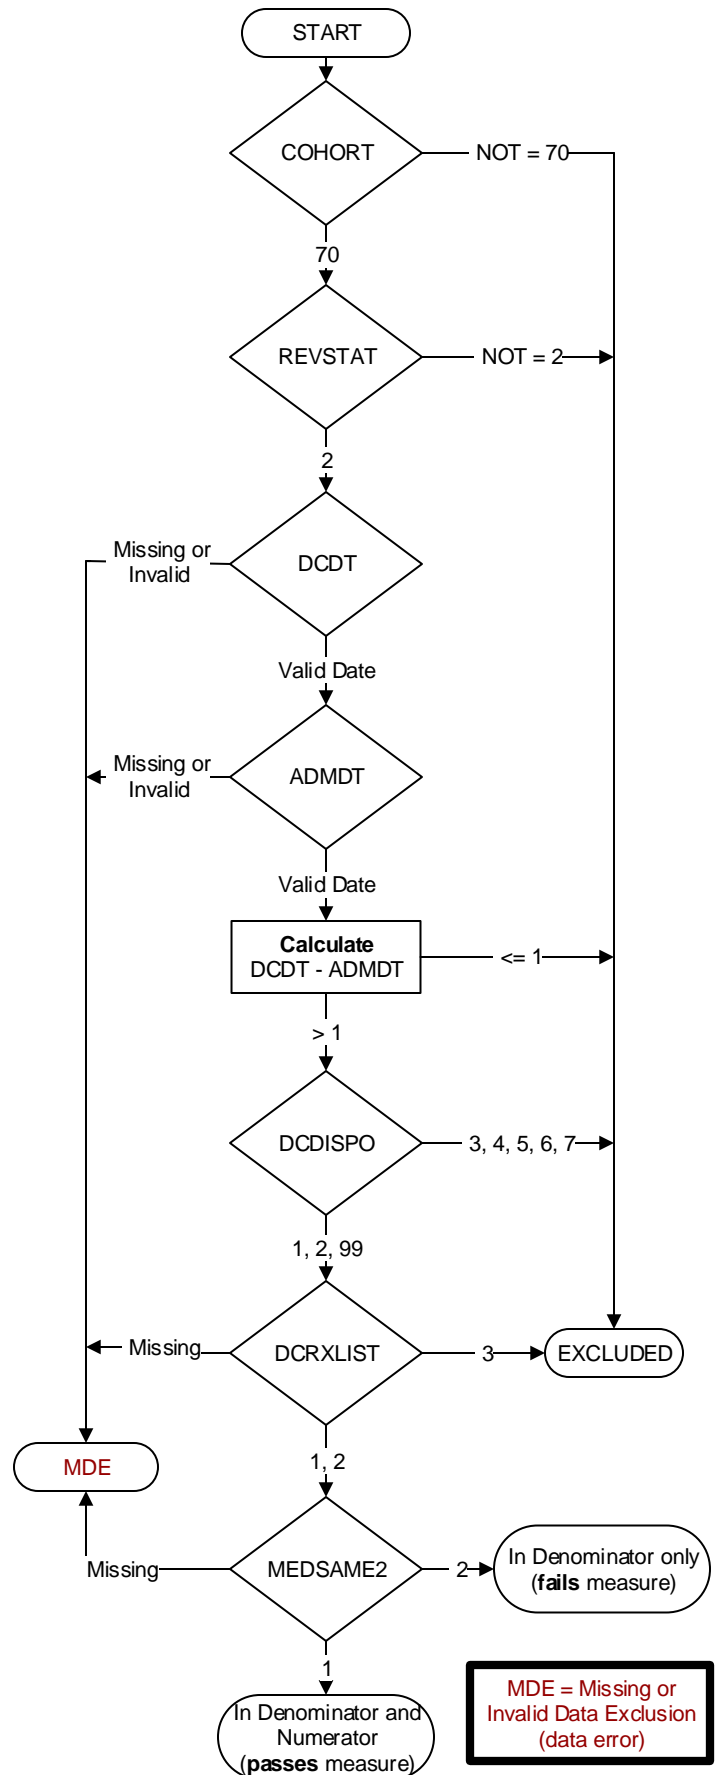 START
COHORT
NOT = 70
70
REVSTAT
NOT = 2
2
Missing or
Invalid
DCDT
Valid Date
Missing or
Invalid
ADMDT
Valid Date
Calculate
DCDT - ADMDT
<= 1
> 1
DCDISPO
3, 4, 5, 6, 7
1, 2, 99
Missing
DCRXLIST
3
EXCLUDED
1, 2
MDE
Missing
MEDSAME2
2
In Denominator only
(fails measure)
1
In Denominator and
Numerator
(passes measure)
MDE = Missing or
Invalid Data Exclusion
(data error)